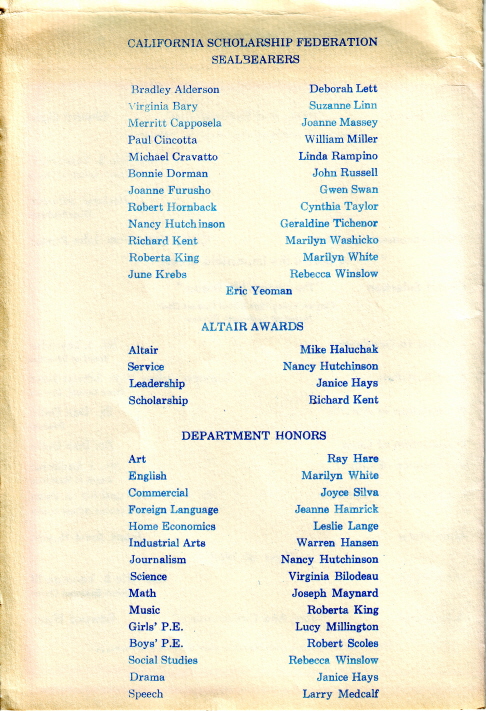 CALIFORNIA SCHOLARSHIP FEDERATION
SEALBEARERS
Bradley Alderson Deborah Lett
Virginia Bary Suzanne Linn
Merritt Capposela Joanne Massey
Paul Cincotta William Miller
Michael Cravatto Linda Rampino
Bonnie Dorman John Russell
Joanne Furusho Gwen Swan
Robert Hornback Cynthia Taylor
Nancy Hutchinson Geraldine Tichenor
Richard Kent Marilyn Washicko
Roberta King Marilyn White
June Krebs Rebecca Winslow
Eric Yeoman
ALTAIR AWARDS
Altair Mike Haluchak
Service Nancy Hutchinson
Leadership Janice Hays
Scholarship Richard Kent
DEPARTMENT HONORS
Art Ray Hare
English Marilyn White
Commercial Joyce Silva
Foreign Language Jeanne Hamrick
Home Economics Leslie Lange
Industrial Arts Warren Hansen
Journalism Nancy Hutchinson
Science Virginia Bilodeau
Math Joseph Maynard
Music Roberta King
Girls' P.E. Lucy Millington
Boys' P.E. Robert Scoles
Social Studies Rebecca Winslow
Drama Janice Hays
Speech Larry Medcalf